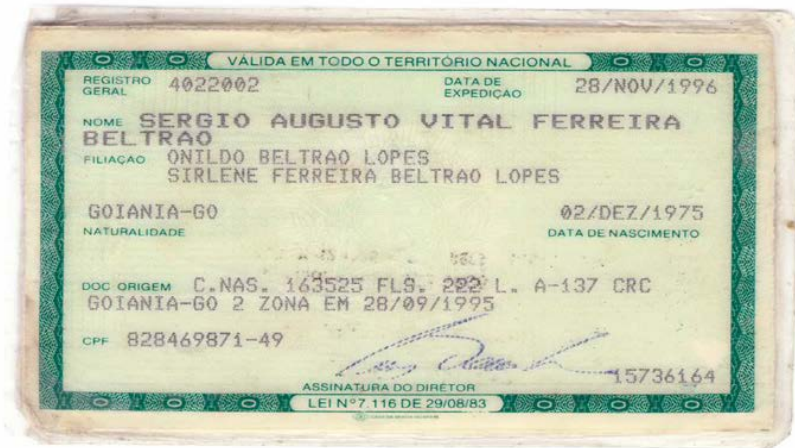 VÁLIDA EM TODO O TERRITÓRIO NACIONAL
REGISTRO GERAL 4022002 DATA DE EXPEDIÇÃO 28/NOV/1996
NOME SERGIO AUGUSTO VITAL FERREIRA
BELTRAO
FILIAÇÃO ONILDO BELTRAO LOPES
SIRLENE FERREIRA BELTRAO LOPES
GOIANIA-GO 02/DEZ/1975
NATURALIDADE DATA DE NASCIMENTO
DOC ORIGEM C.NAS. 163525 FLS. 222 L. A-137 CRC
GOIANIA-GO 2 ZONA EM 28/09/1995
CPF 828469871-49
15736164
ASSINATURA DO DIRETOR
LEI Nº 7.116 DE 29/08/83